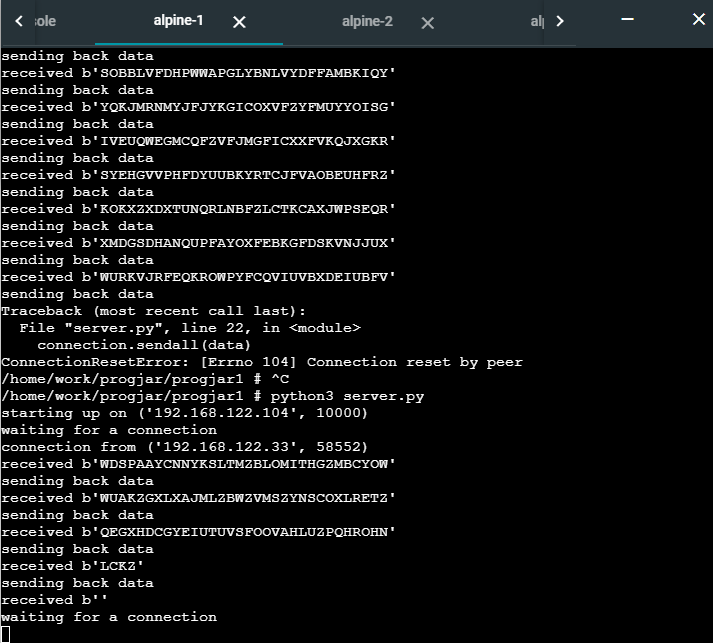 ole
alpine-1
alpine-2
al
sending back data
received b'SOBBLVFDHPWWAPGLYBNLVYDFFAMBKIQY'
sending back data
received b'YQKJMRNMYJFJYKGICOXVFZYFMUYYOISG'
sending back data
received b'IVEUQWEGMCQFZVFJMGFICXXFVKQJXGKR'
sending back data
received b'SYEHGVVPHFDYUUBKYRTCJFVAOBEUHFRZ'
sending back data
received b'KOKXZXDXTUNQRLNBFZLCTKCAXJWPSEQR'
sending back data
received b'XMDGSDHANQUPFAYOXFEBKGFDSKVNJJUX'
sending back data
received b'WURKVJRFEQKROWPYFCQVIUVBXDEIUBFV'
sending back data
Traceback (most recent call last):
  File "server.py", line 22, in <module>
    connection.sendall(data)
ConnectionResetError: [Errno 104] Connection reset by peer
/home/work/progjar/progjar1 # ^C
/home/work/progjar/progjar1 # python3 server.py
starting up on ('192.168.122.104', 10000)
waiting for a connection
connection from ('192.168.122.33', 58552)
received b'WDSPAAYCNNYKSLTMZBLOMITHGZMBCYOW'
sending back data
received b'WUAKZGXLXAJMLZBWZVMSZYNSCOXLRETZ'
sending back data
received b'QEGXHDCGYEIUTUVSFOOVAHLUZPQHROHN'
sending back data
received b'LCKZ'
sending back data
received b''
waiting for a connection